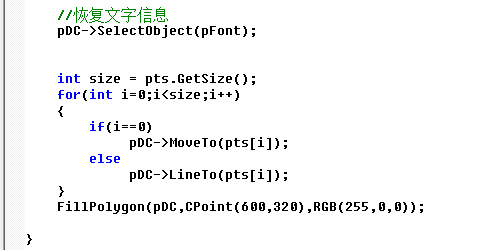 //恢复文字信息
pDC->SelectObject(pFont);
int size = pts.GetSize();
for(int i=0;i<size;i++)
{
if(i==0)
pDC->MoveTo(pts[i]);
else
pDC->LineTo(pts[i]);
}
FillPolygon(pDC,CPoint(600,320),RGB(255,0,0));
}